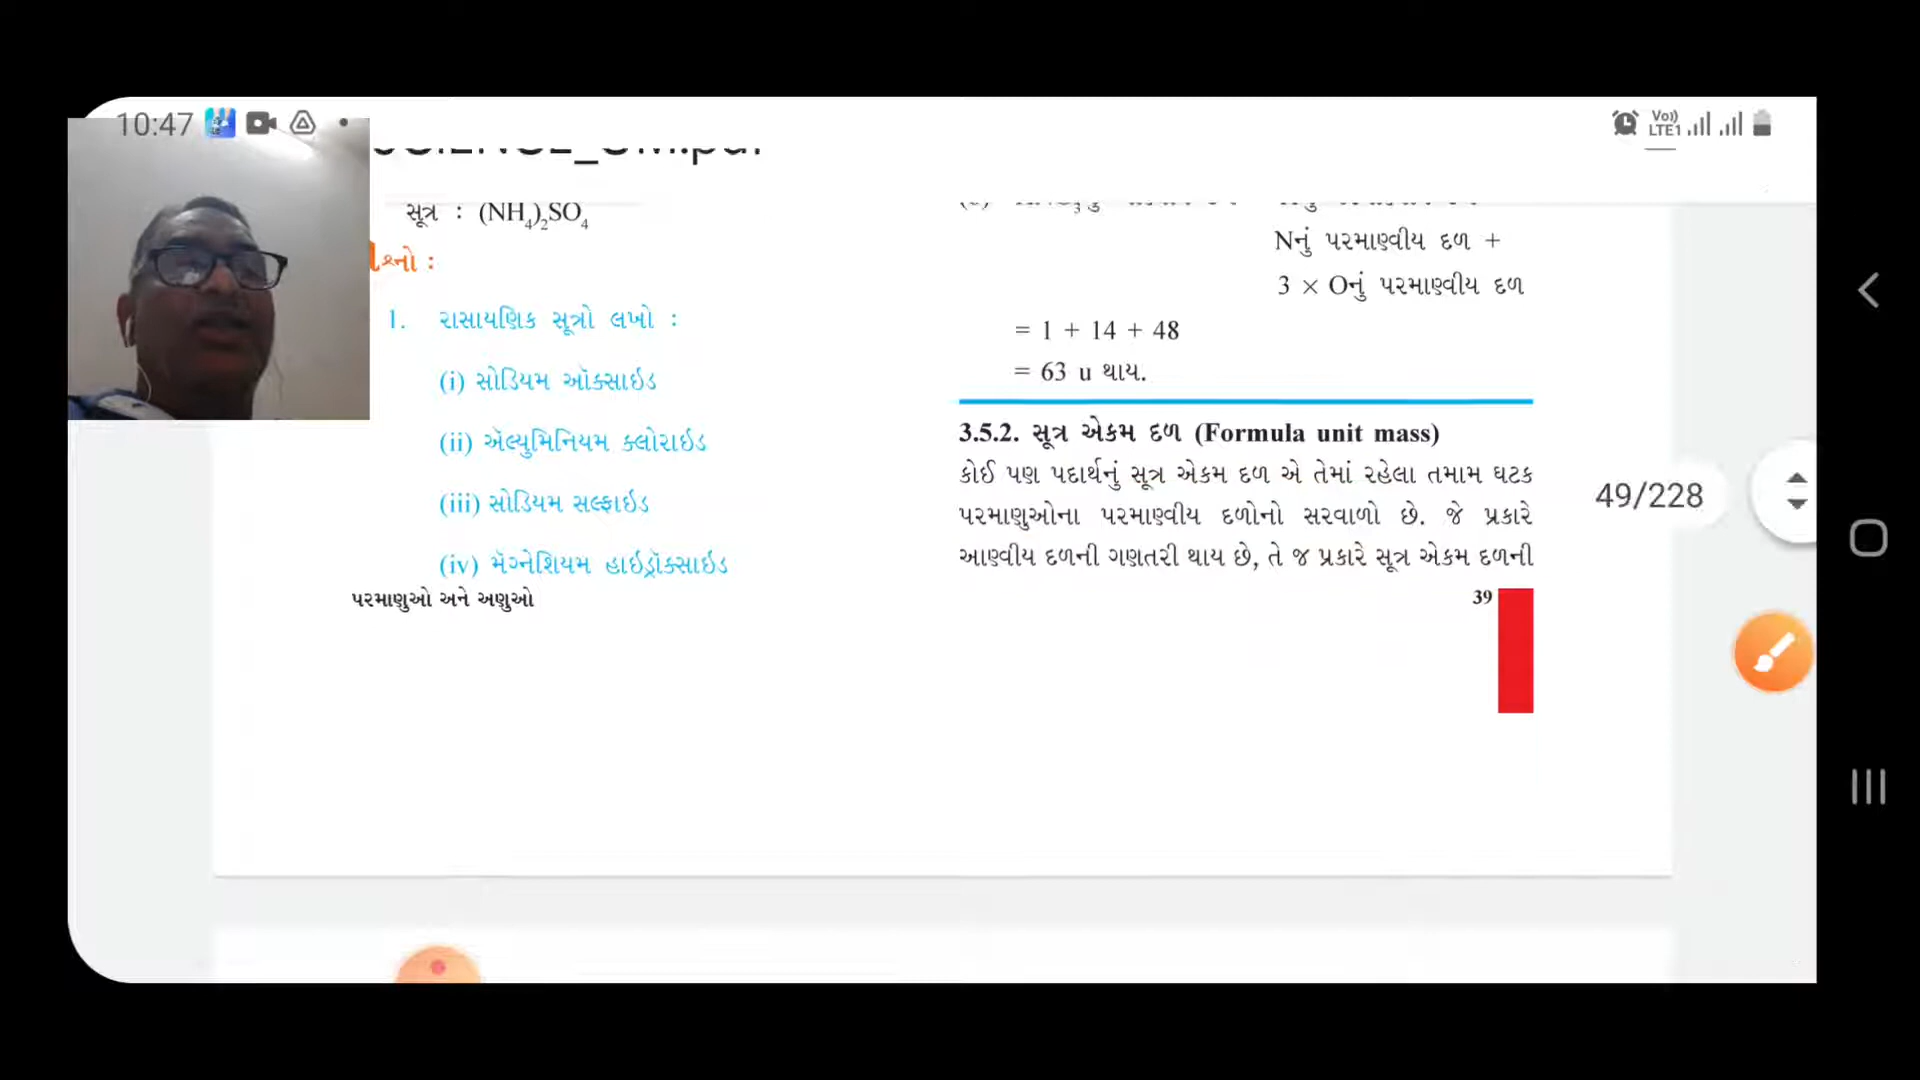 10:47
Vo)
LTE1
સૂત્ર : (NH4)2SO4
1. રાસાયણિક સૂત્રો લખો :
(i) સોડિયમ ઑક્સાઇડ
(ii) ઍલ્યુમિનિયમ ક્લોરાઇડ
(iii) સોડિયમ સલ્ફાઇડ
(iv) મૅગ્નેશિયમ હાઇડ્રૉક્સાઇડ
પરમાણુઓ અને અણુઓ
Nનું પરમાણ્વીય દળ +
3 × Oનું પરમાણ્વીય દળ
= 1 + 14 + 48
= 63 u થાય.
3.5.2. સૂત્ર એકમ દળ (Formula unit mass)
કોઈ પણ પદાર્થનું સૂત્ર એકમ દળ એ તેમાં રહેલા તમામ ઘટક
પરમાણુઓના પરમાણ્વીય દળોનો સરવાળો છે. જે પ્રકારે
આણ્વીય દળની ગણતરી થાય છે, તે જ પ્રકારે સૂત્ર એકમ દળની
39
49/228